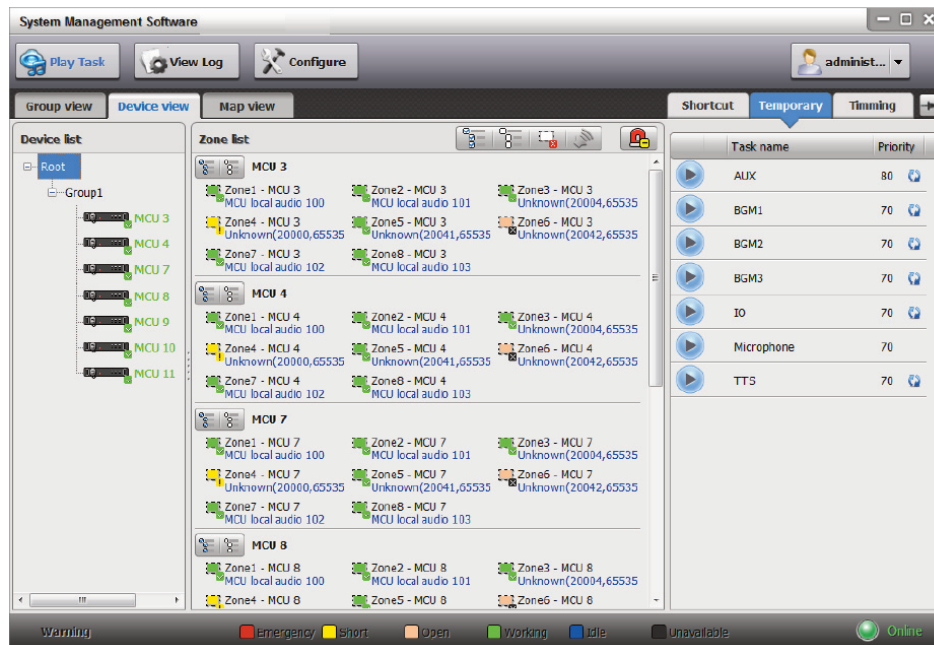 System Management Software
Play Task
View Log
Configure
administ...
Group view
Device view
Map view
Shortcut
Temporary
Timming
Device list
Root
Group1
MCU 3
MCU 4
MCU 7
MCU 8
MCU 9
MCU 10
MCU 11
Zone list
MCU 3
Zone1 - MCU 3 Zone2 - MCU 3 Zone3 - MCU 3
MCU local audio 100 MCU local audio 101 Unknown(20004,65535
Zone4 - MCU 3 Zone5 - MCU 3 Zone6 - MCU 3
Unknown(20000,65535 Unknown(20041,65535 Unknown(20042,65535
Zone7 - MCU 3 Zone8 - MCU 3
MCU local audio 102 MCU local audio 103
MCU 4
Zone1 - MCU 4 Zone2 - MCU 4 Zone3 - MCU 4
MCU local audio 100 MCU local audio 101 Unknown(20004,65535
Zone4 - MCU 4 Zone5 - MCU 4 Zone6 - MCU 4
Unknown(20000,65535 Unknown(20041,65535 Unknown(20042,65535
Zone7 - MCU 4 Zone8 - MCU 4
MCU local audio 102 MCU local audio 103
MCU 7
Zone1 - MCU 7 Zone2 - MCU 7 Zone3 - MCU 7
MCU local audio 100 MCU local audio 101 Unknown(20004,65535
Zone4 - MCU 7 Zone5 - MCU 7 Zone6 - MCU 7
Unknown(20000,65535 Unknown(20041,65535 Unknown(20042,65535
Zone7 - MCU 7 Zone8 - MCU 7
MCU local audio 102 MCU local audio 103
MCU 8
Zone1 - MCU 8 Zone2 - MCU 8 Zone3 - MCU 8
MCU local audio 100 MCU local audio 101 Unknown(20004,65535
Zone4 - MCU 8 Zone5 - MCU 8 Zone6 - MCU 8
Task name Priority
AUX 80
BGM1 70
BGM2 70
BGM3 70
IO 70
Microphone 70
TTS 70
Warning
Emergency
Short
Open
Working
Idle
Unavailable
Online